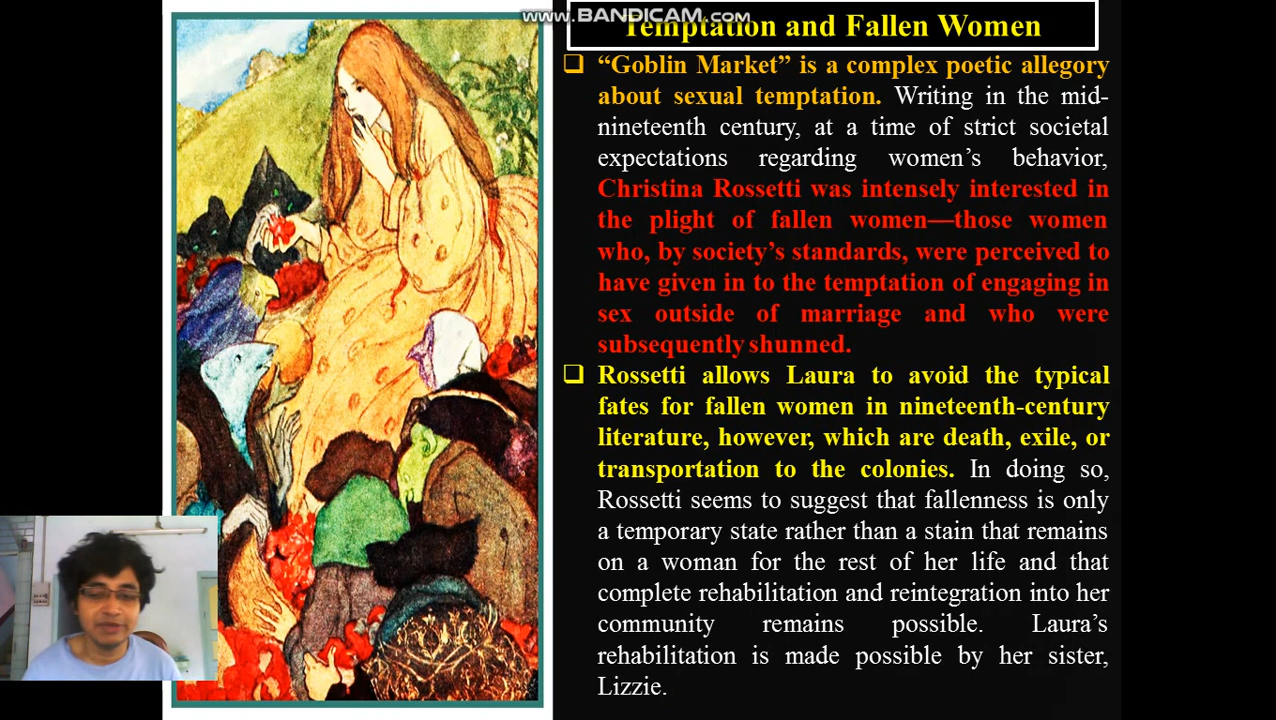 www.BANDICAM.com
Temptation and Fallen Women
❑ “Goblin Market” is a complex poetic allegory
about sexual temptation. Writing in the mid-
nineteenth century, at a time of strict societal
expectations regarding women’s behavior,
Christina Rossetti was intensely interested in
the plight of fallen women—those women
who, by society’s standards, were perceived to
have given in to the temptation of engaging in
sex outside of marriage and who were
subsequently shunned.
❑ Rossetti allows Laura to avoid the typical
fates for fallen women in nineteenth-century
literature, however, which are death, exile, or
transportation to the colonies. In doing so,
Rossetti seems to suggest that fallenness is only
a temporary state rather than a stain that remains
on a woman for the rest of her life and that
complete rehabilitation and reintegration into her
community remains possible. Laura’s
rehabilitation is made possible by her sister,
Lizzie.